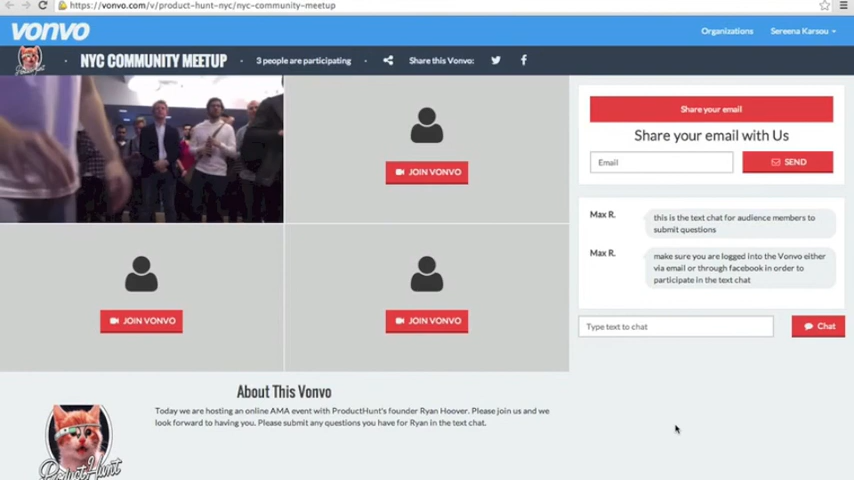 https://vonvo.com/v/product-hunt-nyc/nyc-community-meetup
vonvo
Organizations
Sereena Karsou
NYC COMMUNITY MEETUP
3 people are participating
Share this Vonvo:
JOIN VONVO
JOIN VONVO
JOIN VONVO
Share your email
Share your email with Us
Email
SEND
Max R.
this is the text chat for audience members to
submit questions
Max R.
make sure you are logged into the Vonvo either
via email or through facebook in order to
participate in the text chat
Type text to chat
Chat
About This Vonvo
Today we are hosting an online AMA event with ProductHunt's founder Ryan Hoover. Please join us and we
look forward to having you. Please submit any questions you have for Ryan in the text chat.
ProductHunt